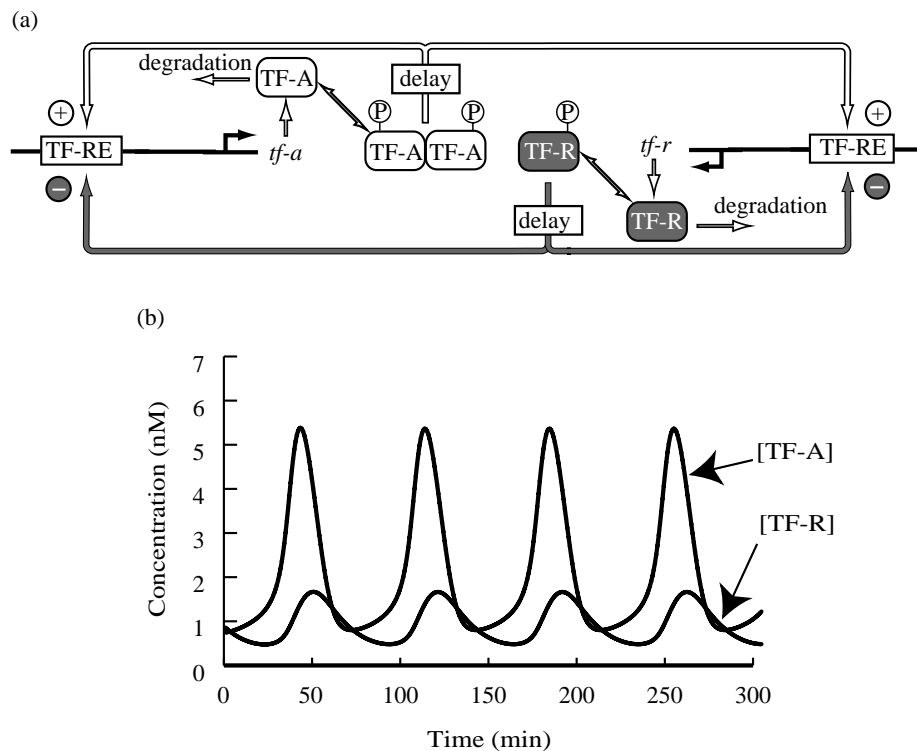 (a)
degradation
TF-A
delay
+
P
P
+
TF-RE
tf-a
TF-A
TF-A
P
TF-R
tf-r
TF-RE
−
delay
TF-R
degradation
−
(b)
Concentration (nM)
7
6
5
4
3
2
1
0
[TF-A]
[TF-R]
0
50
100
150
200
250
300
Time (min)